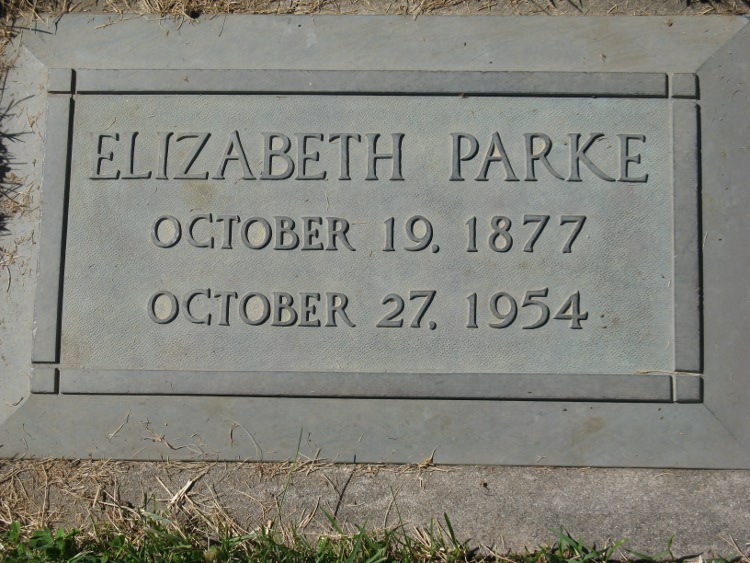 ELIZABETH PARKE
OCTOBER 19. 1877
OCTOBER 27. 1954